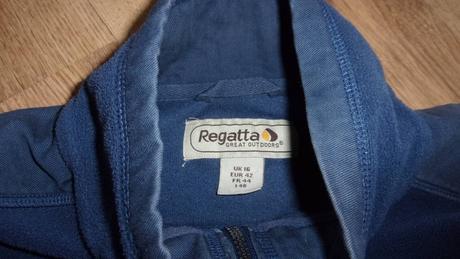 Regatta
GREAT OUTDOORS®
UK 16
EUR 42
FR 44
I 48